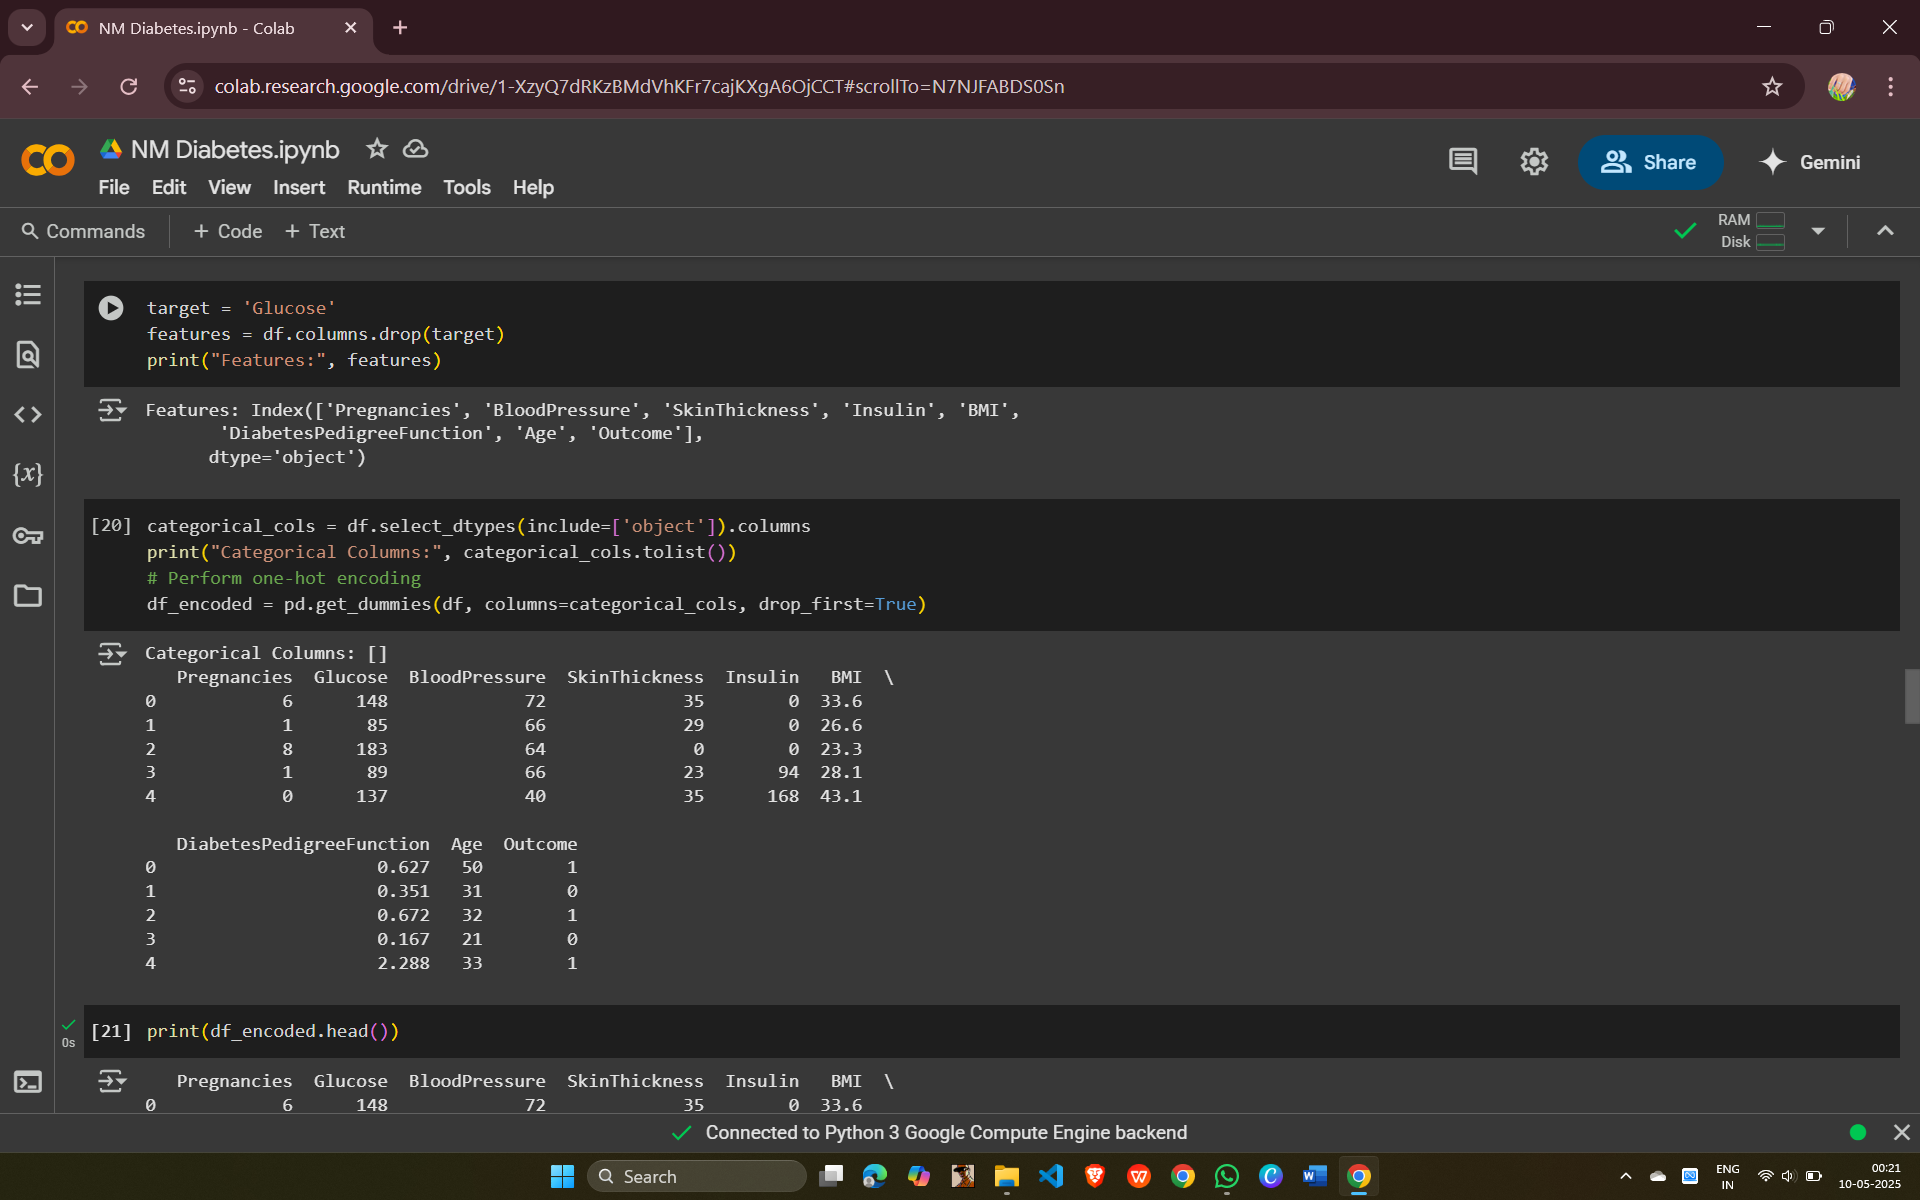 NM Diabetes.ipynb - Colab
colab.research.google.com/drive/1-XzyQ7dRKzBMdVhKFr7cajKXgA6OjCCT#scrollTo=N7NJFABDS0Sn
NM Diabetes.ipynb
File Edit View Insert Runtime Tools Help
Share
Gemini
Commands + Code + Text
RAM
Disk
target = 'Glucose'
features = df.columns.drop(target)
print("Features:", features)
Features: Index(['Pregnancies', 'BloodPressure', 'SkinThickness', 'Insulin', 'BMI',
'DiabetesPedigreeFunction', 'Age', 'Outcome'],
dtype='object')
[20] categorical_cols = df.select_dtypes(include=['object']).columns
print("Categorical Columns:", categorical_cols.tolist())
# Perform one-hot encoding
df_encoded = pd.get_dummies(df, columns=categorical_cols, drop_first=True)
Categorical Columns: []
Pregnancies Glucose BloodPressure SkinThickness Insulin BMI \
0 6 148 72 35 0 33.6
1 1 85 66 29 0 26.6
2 8 183 64 0 0 23.3
3 1 89 66 23 94 28.1
4 0 137 40 35 168 43.1
DiabetesPedigreeFunction Age Outcome
0 0.627 50 1
1 0.351 31 0
2 0.672 32 1
3 0.167 21 0
4 2.288 33 1
[21] print(df_encoded.head())
0s
Pregnancies Glucose BloodPressure SkinThickness Insulin BMI \
0 6 148 72 35 0 33.6
Connected to Python 3 Google Compute Engine backend
Search
ENG
IN
00:21
10-05-2025